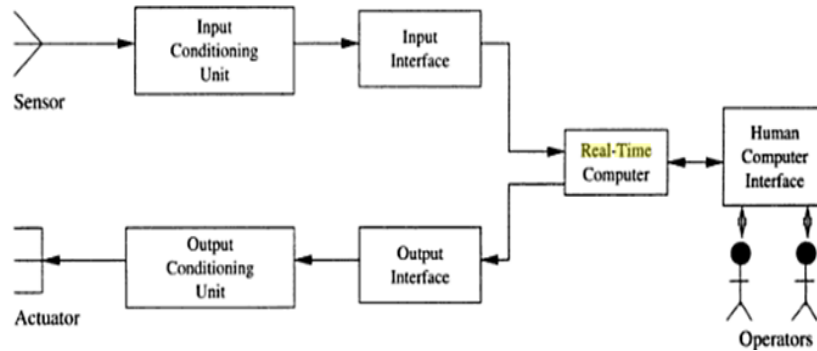 Sensor
Input
Conditioning
Unit
Input
Interface
Real-Time
Computer
Human
Computer
Interface
Actuator
Output
Conditioning
Unit
Output
Interface
Operators